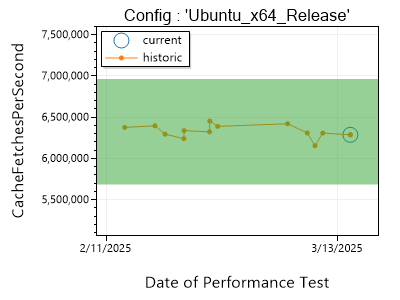 Config : 'Ubuntu_x64_Release'
current
historic
7,500,000
7,000,000
6,500,000
6,000,000
5,500,000
CacheFetchesPerSecond
2/11/2025
3/13/2025
Date of Performance Test